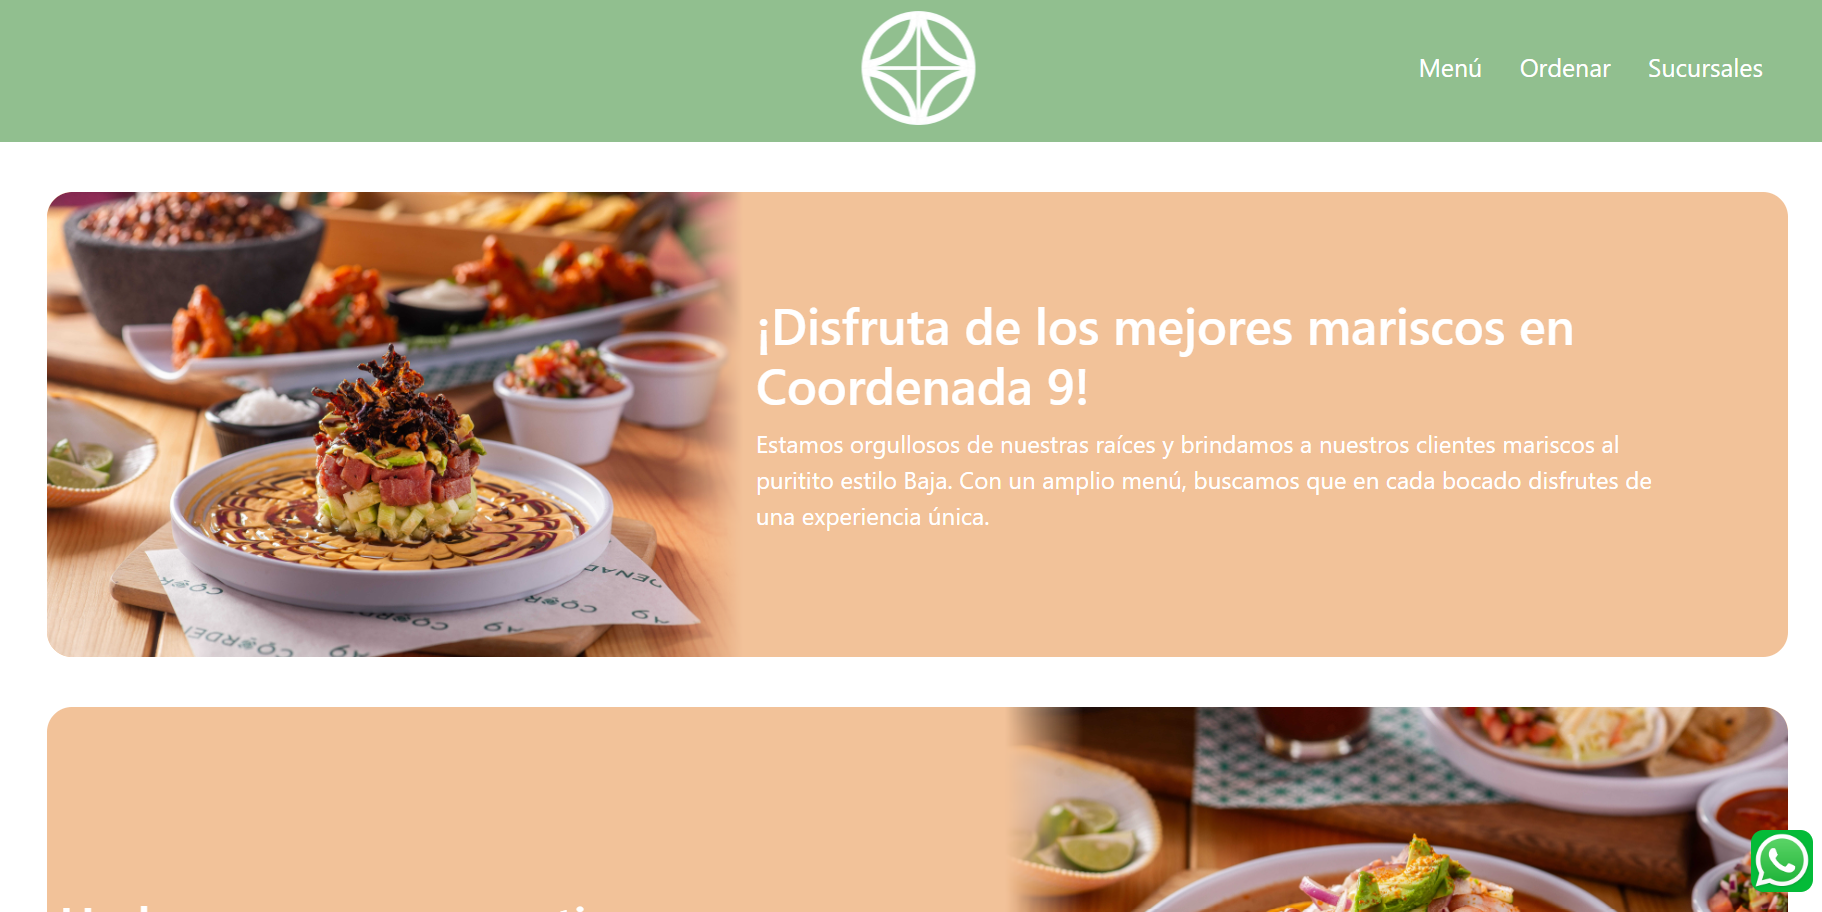 Menú Ordenar Sucursales
¡Disfruta de los mejores mariscos en
Coordenada 9!
Estamos orgullosos de nuestras raíces y brindamos a nuestros clientes mariscos al
puritito estilo Baja. Con un amplio menú, buscamos que en cada bocado disfrutes de
una experiencia única.